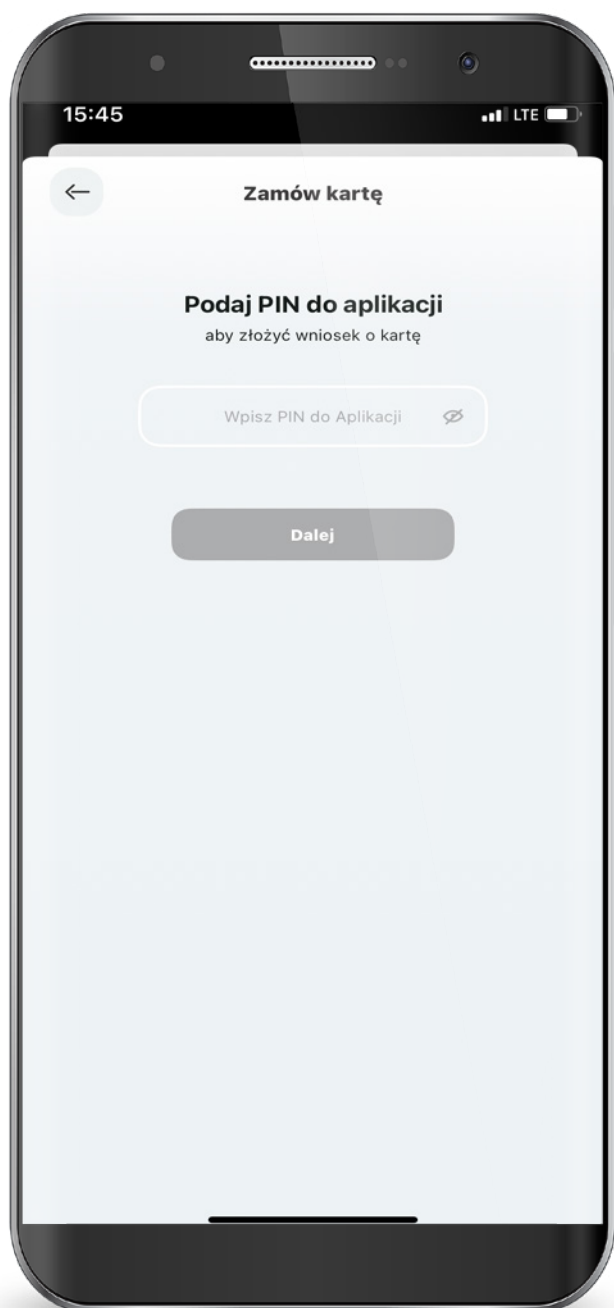 15:45
LTE
Zamów kartę
Podaj PIN do aplikacji
aby złożyć wniosek o kartę
Wpisz PIN do Aplikacji
Dalej